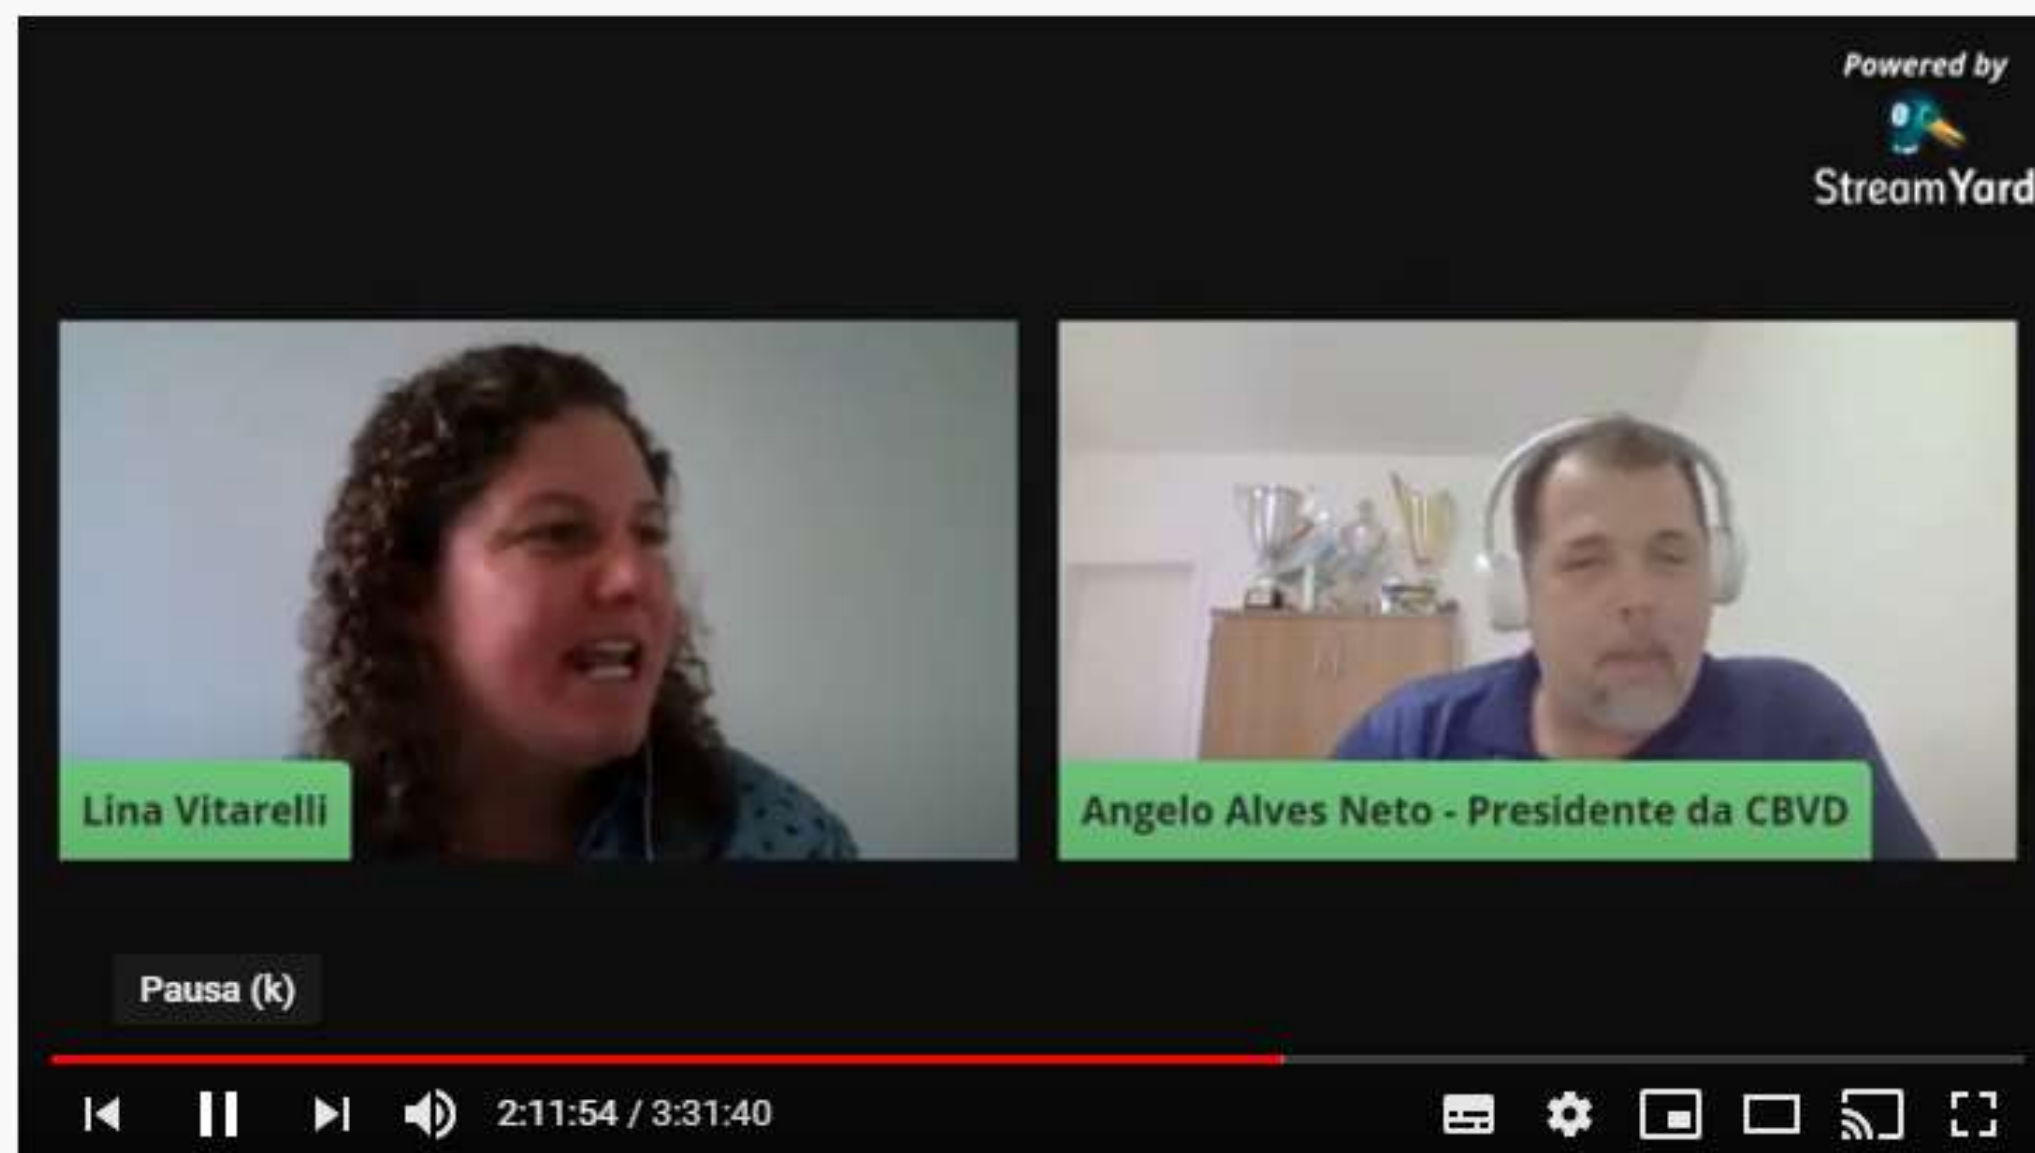 Powered by
StreamYard
Lina Vitarelli
Angelo Alves Neto - Presidente da CBVD
Pausa (k)
2:11:54 / 3:31:40